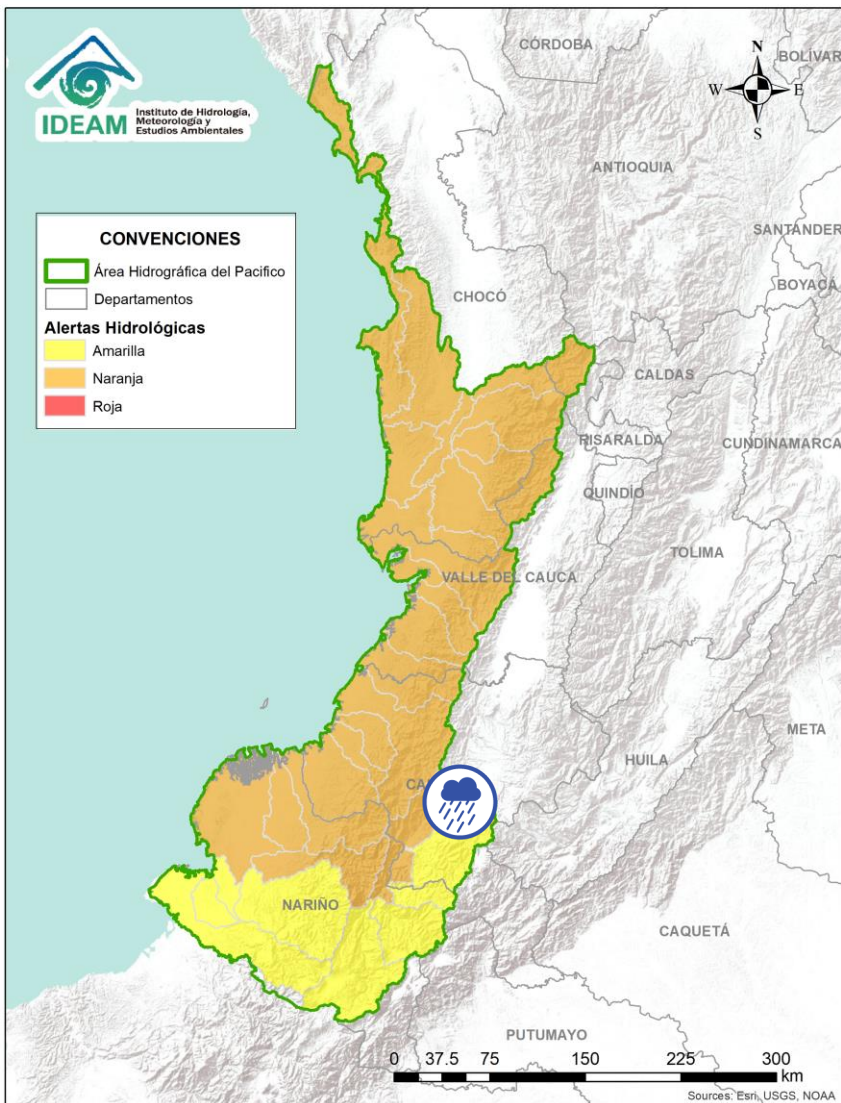 IDEAM
Instituto de Hidrología,
Meteorología y
Estudios Ambientales
CÓRDOBA
BOLÍVAR
N
W
E
S
ANTIOQUIA
SANTANDER
BOYACÁ
CONVENCIONES
Área Hidrográfica del Pacifico
Departamentos
Alertas Hidrológicas
Amarilla
Naranja
Roja
CHOCÓ
CALDAS
RISARALDA
CUNDINAMARCA
QUINDÍO
TOLIMA
VALLE DEL CAUCA
META
HUILA
CA
NARIÑO
CAQUETÁ
PUTUMAYO
0 37.5 75 150 225 300
km
Sources: Esri, USGS, NOAA